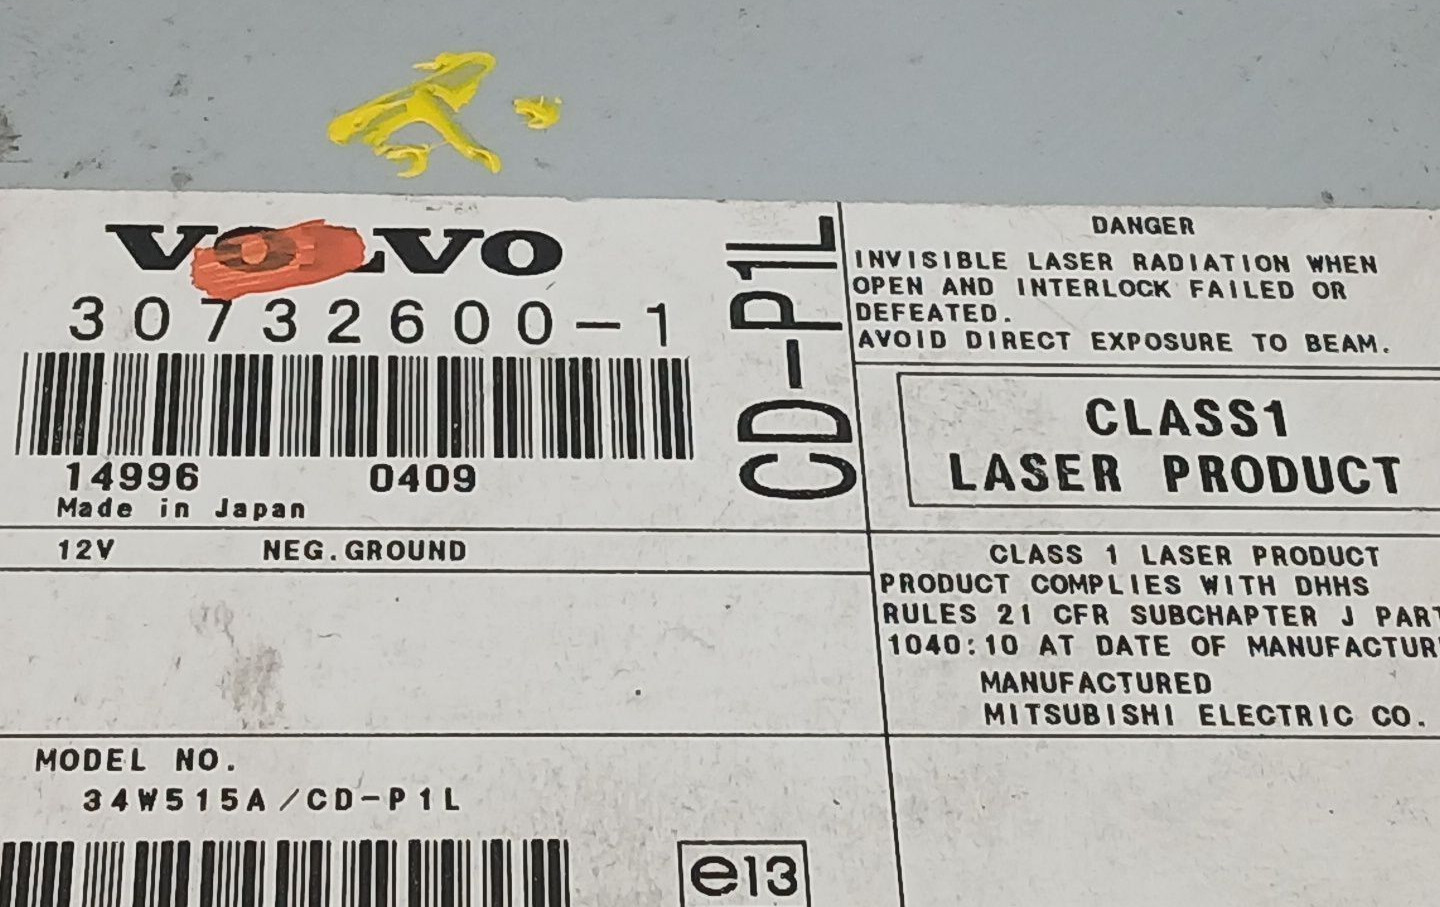 VOLVO
30732600-1
14996 0409
Made in Japan
12V NEG.GROUND
MODEL NO.
34W515A/CD-P1L
e13
CD-P1L
DANGER
INVISIBLE LASER RADIATION WHEN
OPEN AND INTERLOCK FAILED OR
DEFEATED.
AVOID DIRECT EXPOSURE TO BEAM.
CLASS1
LASER PRODUCT
CLASS 1 LASER PRODUCT
PRODUCT COMPLIES WITH DHHS
RULES 21 CFR SUBCHAPTER J PART
1040:10 AT DATE OF MANUFACTUR
MANUFACTURED
MITSUBISHI ELECTRIC CO.